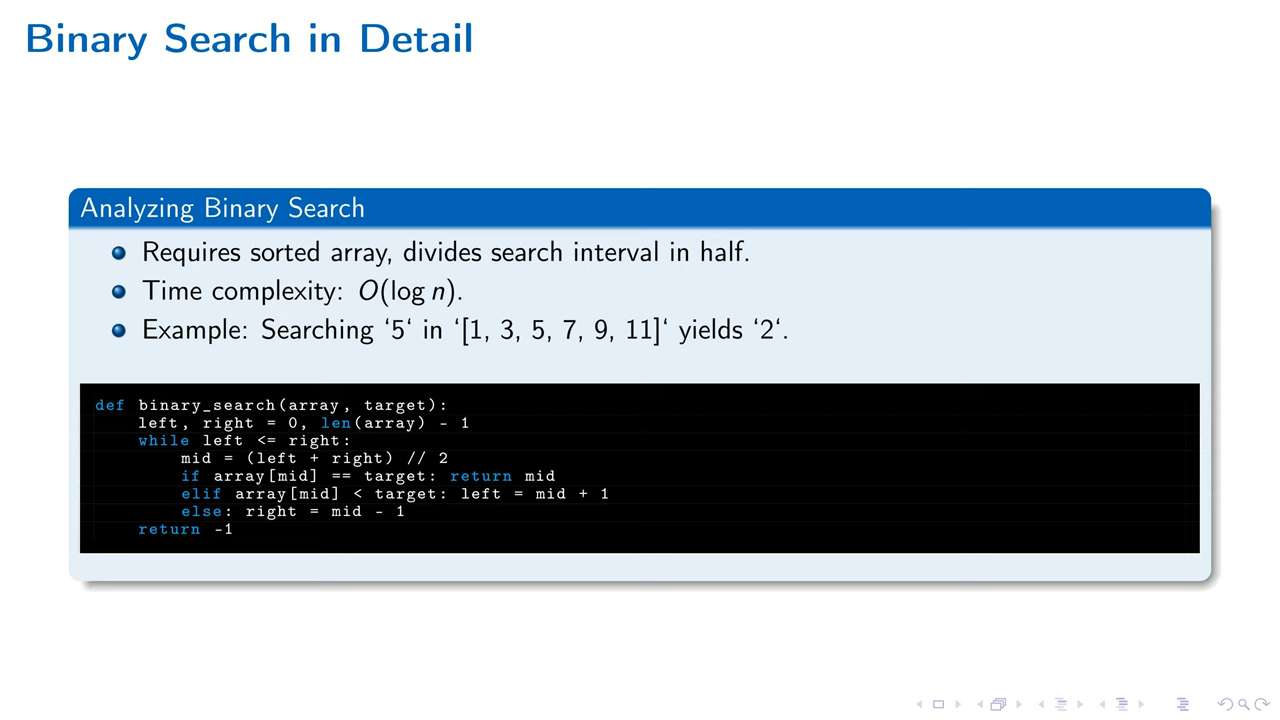 Binary Search in Detail
Analyzing Binary Search
Requires sorted array, divides search interval in half.
Time complexity: O(log n).
Example: Searching ‘5‘ in ‘[1, 3, 5, 7, 9, 11]‘ yields ‘2‘.
def binary_search(array, target):
    left, right = 0, len(array) - 1
    while left <= right:
        mid = (left + right) // 2
        if array[mid] == target: return mid
        elif array[mid] < target: left = mid + 1
        else: right = mid - 1
    return -1